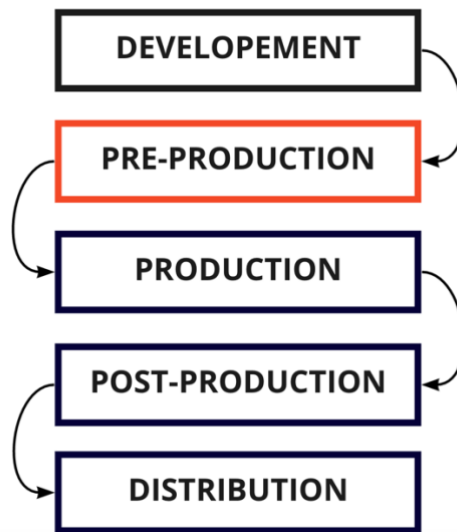 DEVELOPEMENT
PRE-PRODUCTION
PRODUCTION
POST-PRODUCTION
DISTRIBUTION